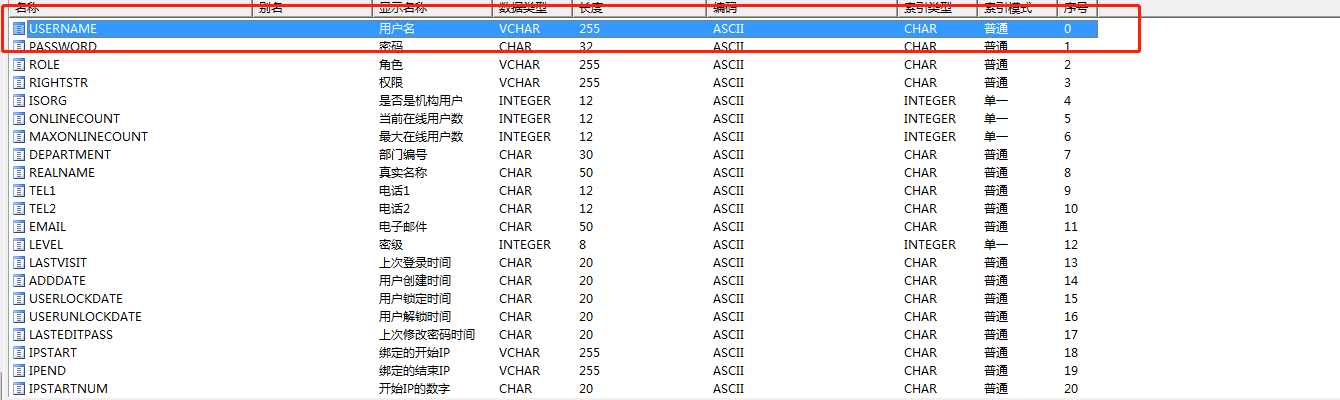 名称 别名 显示名称 数据类型 长度 编码 索引类型 索引模式 序号
USERNAME 用户名 VCHAR 255 ASCII CHAR 普通 0
PASSWORD 密码 CHAR 32 ASCII CHAR 普通 1
ROLE 角色 VCHAR 255 ASCII CHAR 普通 2
RIGHTSTR 权限 VCHAR 255 ASCII CHAR 普通 3
ISORG 是否是机构用户 INTEGER 12 ASCII INTEGER 单一 4
ONLINECOUNT 当前在线用户数 INTEGER 12 ASCII INTEGER 单一 5
MAXONLINECOUNT 最大在线用户数 INTEGER 12 ASCII INTEGER 单一 6
DEPARTMENT 部门编号 CHAR 30 ASCII CHAR 普通 7
REALNAME 真实名称 CHAR 50 ASCII CHAR 普通 8
TEL1 电话1 CHAR 12 ASCII CHAR 普通 9
TEL2 电话2 CHAR 12 ASCII CHAR 普通 10
EMAIL 电子邮件 CHAR 50 ASCII CHAR 普通 11
LEVEL 密级 INTEGER 8 ASCII INTEGER 单一 12
LASTVISIT 上次登录时间 CHAR 20 ASCII CHAR 普通 13
ADDDATE 用户创建时间 CHAR 20 ASCII CHAR 普通 14
USERLOCKDATE 用户锁定时间 CHAR 20 ASCII CHAR 普通 15
USERUNLOCKDATE 用户解锁时间 CHAR 20 ASCII CHAR 普通 16
LASTEDITPASS 上次修改密码时间 CHAR 20 ASCII CHAR 普通 17
IPSTART 绑定的开始IP VCHAR 255 ASCII CHAR 普通 18
IPEND 绑定的结束IP VCHAR 255 ASCII CHAR 普通 19
IPSTARTNUM 开始IP的数字 CHAR 20 ASCII CHAR 普通 20